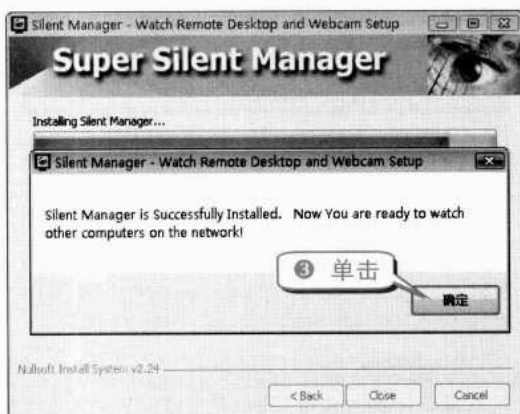 Silent Manager - Watch Remote Desktop and Webcam Setup
Super Silent Manager
Installing Silent Manager...
Silent Manager - Watch Remote Desktop and Webcam Setup
Silent Manager is Successfully Installed. Now You are ready to watch
other computers on the network!
❸ 单击
确定
Nullsoft Install System v2.24
< Back
Close
Cancel